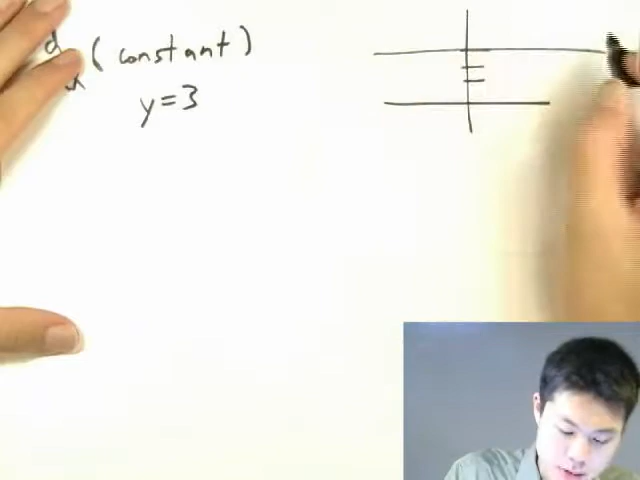 d
x (constant)
y=3